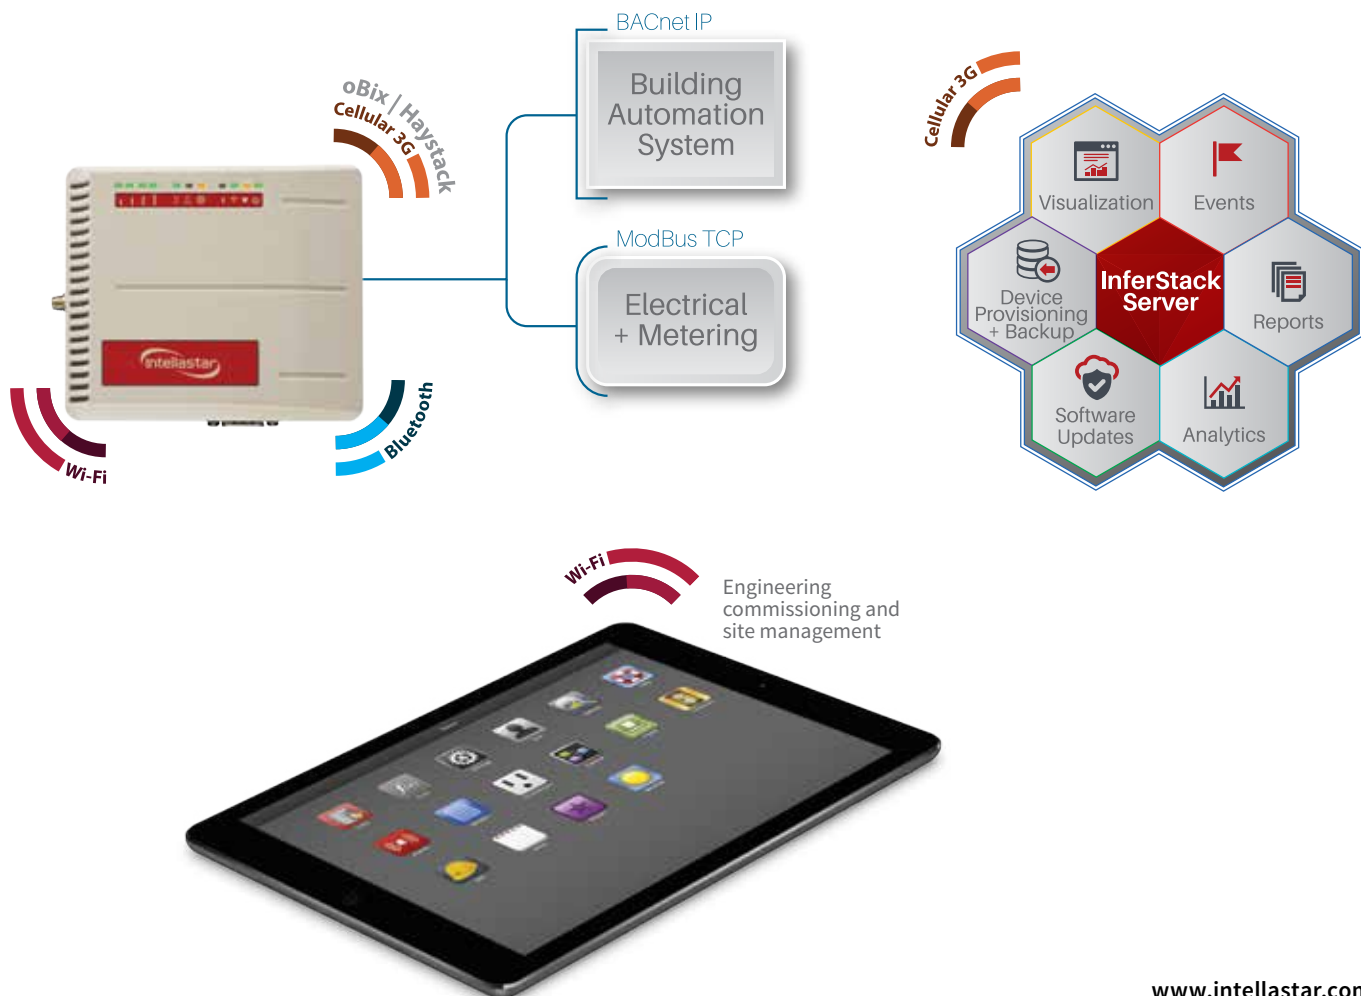 BACnet IP
Building
Automation
System
oBix | Haystack
Cellular 3G
ModBus TCP
Electrical
+ Metering
intellastar
Wi-Fi
Bluetooth
Cellular 3G
Visualization
Events
Device
Provisioning
+ Backup
InferStack
Server
Reports
Software
Updates
Analytics
Wi-Fi
Engineering
commissioning and
site management
www.intellastar.com